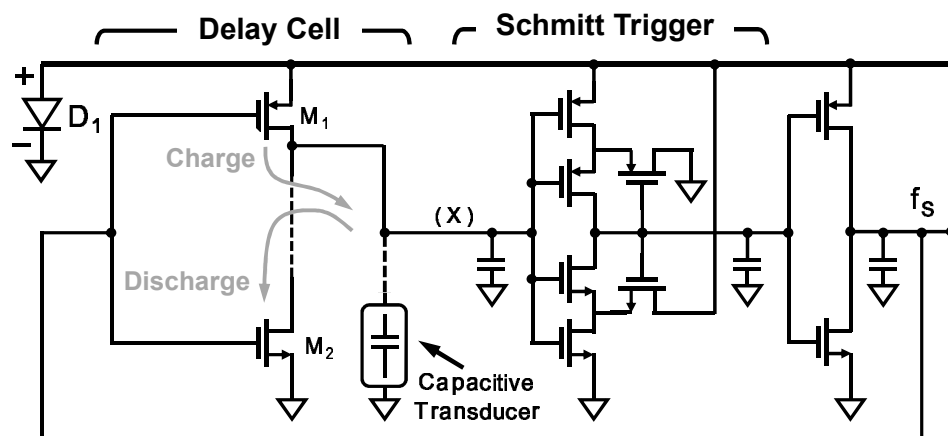 Delay Cell
Schmitt Trigger
+
D1
−
M1
Charge
(X)
fS
Discharge
M2
Capacitive
Transducer